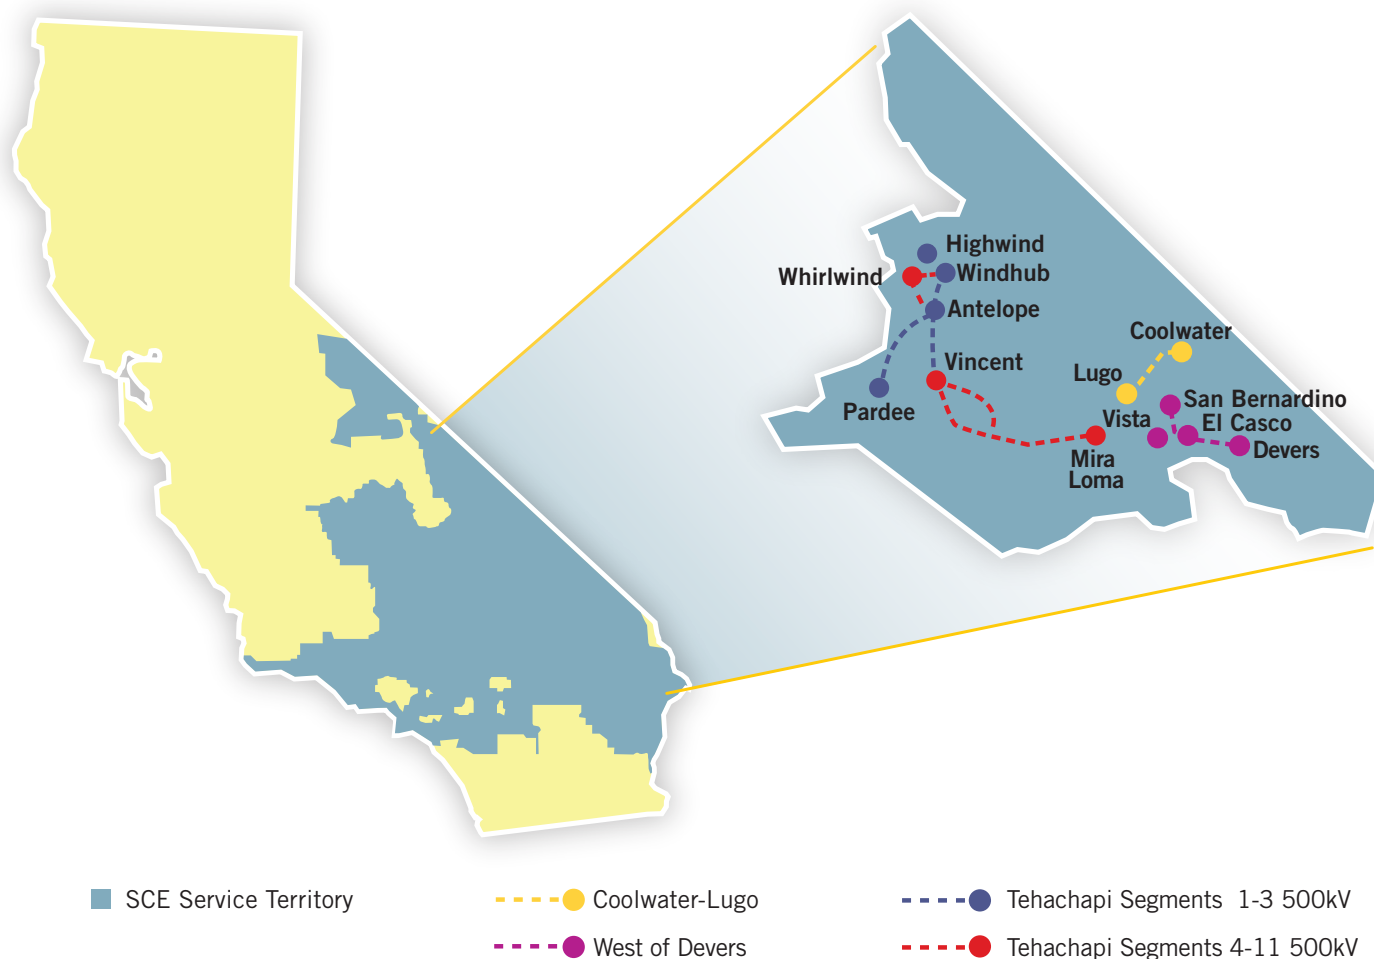 Highwind
Whirlwind
Windhub
Antelope
Coolwater
Vincent
Lugo
Pardee
San Bernardino
Vista
El Casco
Devers
Mira
Loma
SCE Service Territory
Coolwater-Lugo
Tehachapi Segments 1-3 500kV
West of Devers
Tehachapi Segments 4-11 500kV